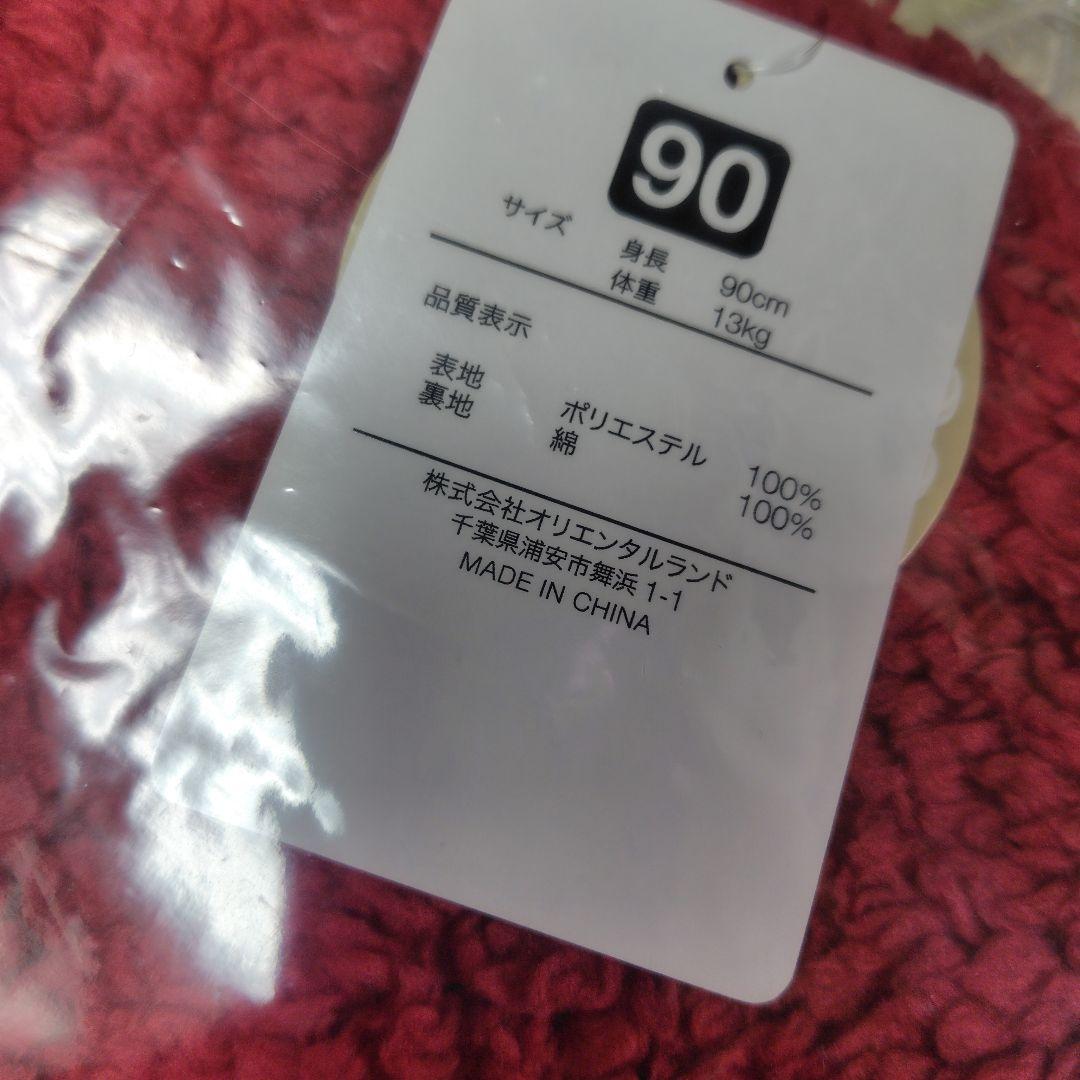 90
サイズ 身長 90cm
体重 13kg
品質表示
表地 ポリエステル 100%
裏地 綿 100%
株式会社オリエンタルランド
千葉県浦安市舞浜 1-1
MADE IN CHINA